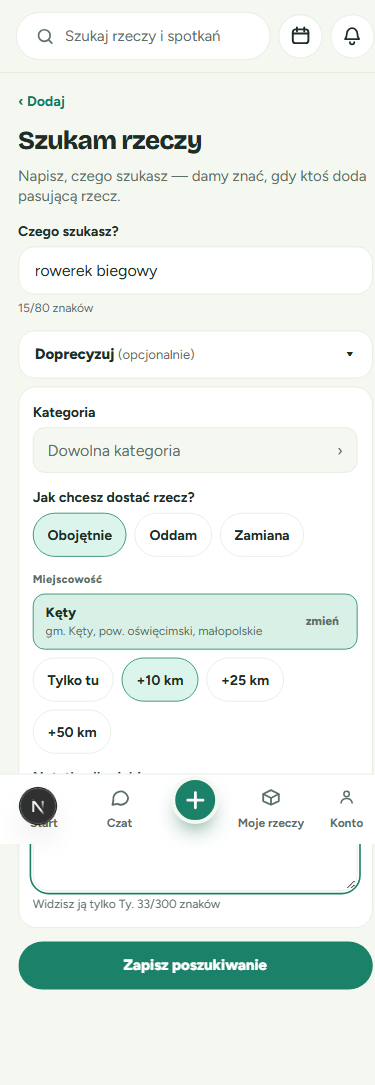 Szukaj rzeczy i spotkań
‹ Dodaj
Szukam rzeczy
Napisz, czego szukasz — damy znać, gdy ktoś doda
pasującą rzecz.
Czego szukasz?
rowerek biegowy
15/80 znaków
Doprecyzuj (opcjonalnie)
Kategoria
Dowolna kategoria ›
Jak chcesz dostać rzecz?
Obojętnie Oddam Zamiana
Miejscowość
Kęty
gm. Kęty, pow. oświęcimski, małopolskie
zmień
Tylko tu +10 km +25 km
+50 km
N
Start Czat Moje rzeczy Konto
Widzisz ją tylko Ty. 33/300 znaków
Zapisz poszukiwanie